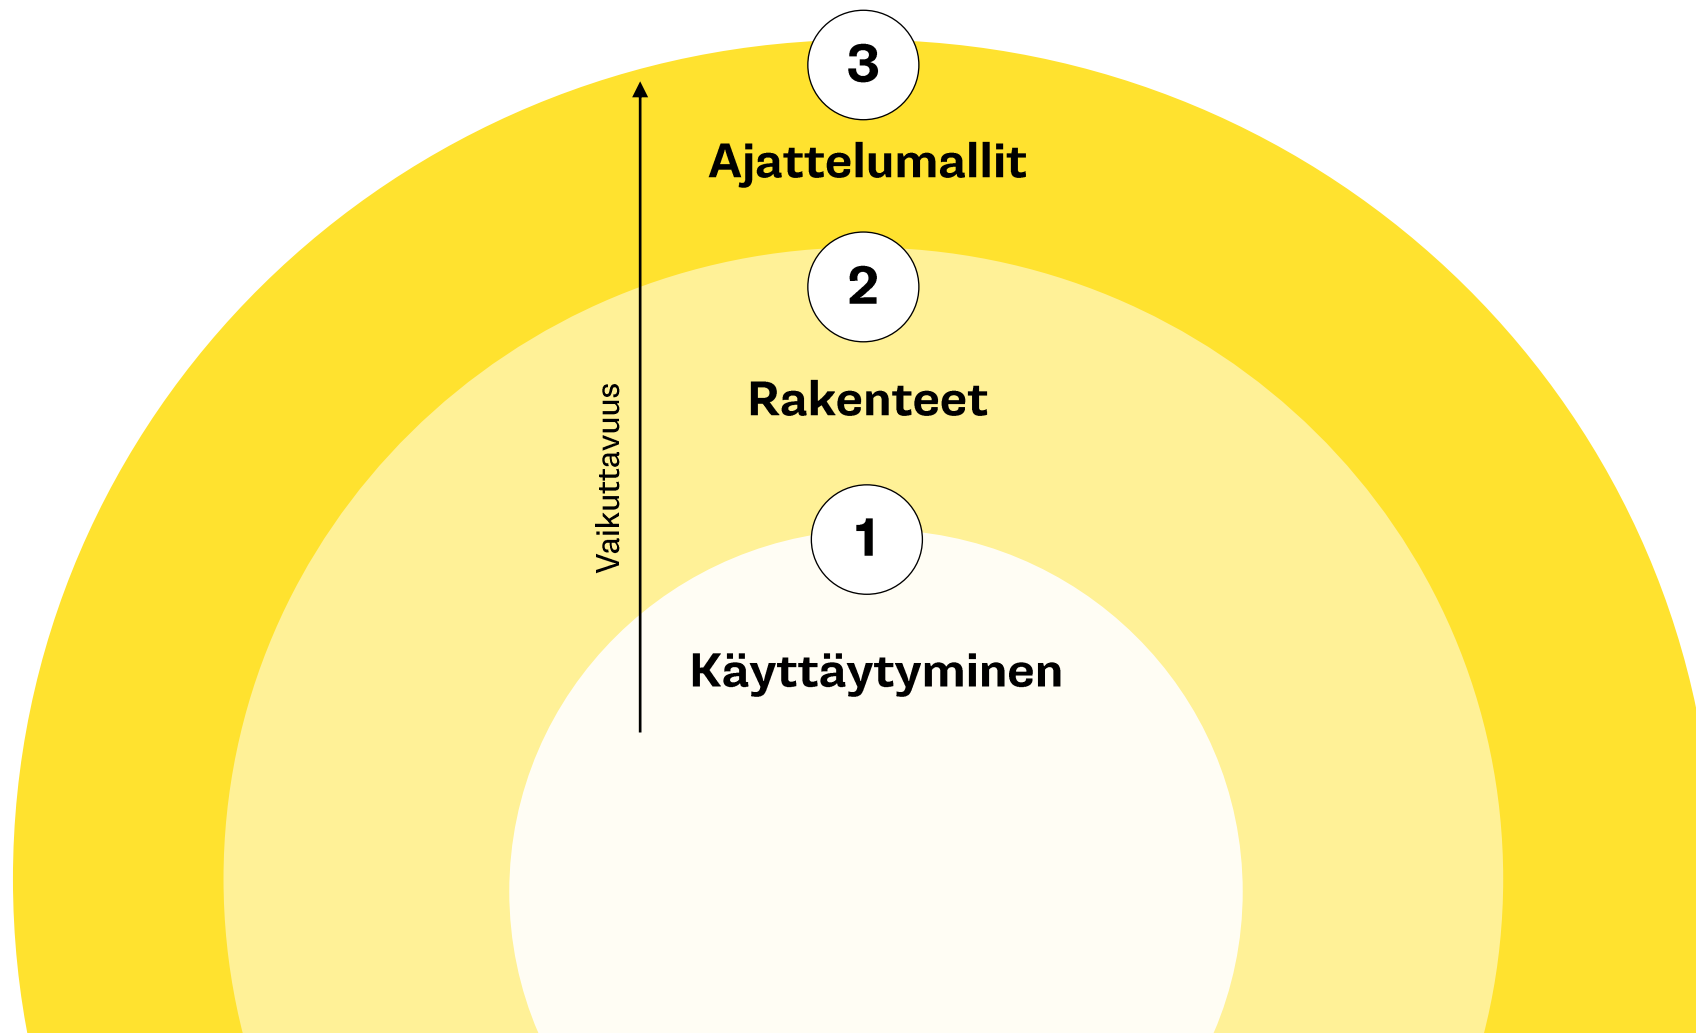 3
Ajattelumallit
2
Rakenteet
Vaikuttavuus
1
Käyttäytyminen